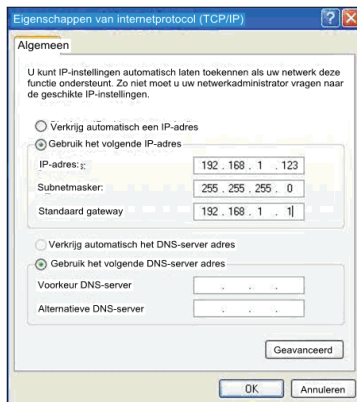 Eigenschappen van internetprotocol (TCP/IP)
Algemeen
U kunt IP-instellingen automatisch laten toekennen als uw netwerk deze
functie ondersteunt. Zo niet moet u uw netwerkadministrator vragen naar
de geschikte IP-instellingen.
Verkrijg automatisch een IP-adres
Gebruik het volgende IP-adres
IP-adres:
192 . 168 . 1 . 123
Subnetmasker:
255 . 255 . 255 . 0
Standaard gateway
192 . 168 . 1 . 1
Verkrijg automatisch het DNS-server adres
Gebruik het volgende DNS-server adres
Voorkeur DNS-server
. . .
Alternatieve DNS-server
. . .
Geavanceerd
OK
Annuleren